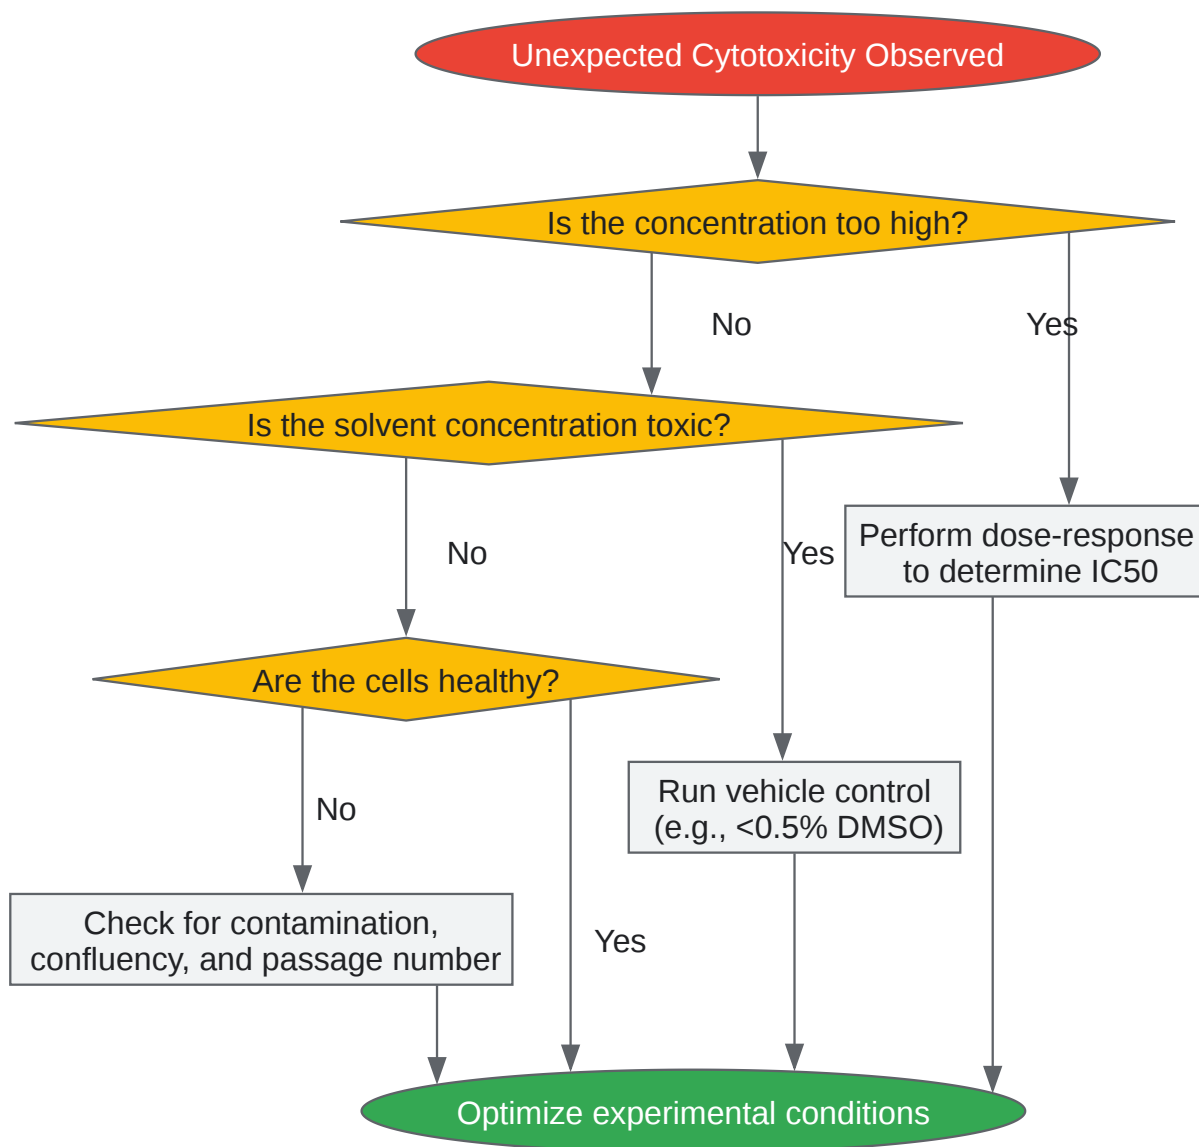 Unexpected Cytotoxicity Observed
Is the concentration too high?
No
Yes
Is the solvent concentration toxic?
No
Yes
Perform dose-response
to determine IC50
Are the cells healthy?
Run vehicle control
(e.g., <0.5% DMSO)
No
Check for contamination,
confluency, and passage number
Yes
Optimize experimental conditions